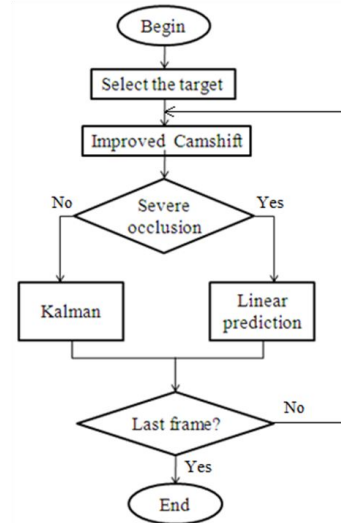 Begin
Select the target
Improved Camshift
No
Yes
Severe
occlusion
Kalman
Linear
prediction
Last frame?
No
Yes
End